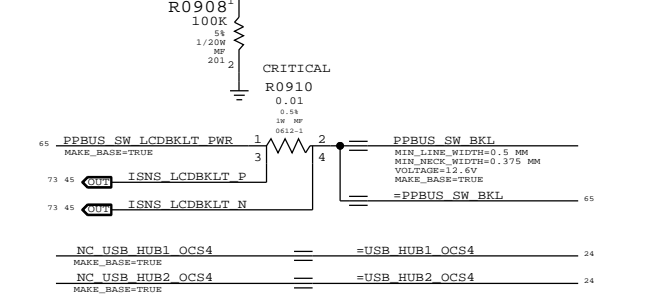 R0908 1
100K
5%
1/20W
MF
201 2
CRITICAL
R0910
0.01
0.5%
1W MF
0612-1
65 PPBUS_SW_LCDBKLT_PWR 1 2 PPBUS_SW_BKL
MAKE_BASE=TRUE 3 4 MIN_LINE_WIDTH=0.5 MM
MIN_NECK_WIDTH=0.375 MM
VOLTAGE=12.6V
MAKE_BASE=TRUE
73 45 OUT ISNS_LCDBKLT_P
=PPBUS_SW_BKL 65
73 45 OUT ISNS_LCDBKLT_N
NC_USB_HUB1_OCS4 =USB_HUB1_OCS4 24
MAKE_BASE=TRUE
NC_USB_HUB2_OCS4 =USB_HUB2_OCS4 24
MAKE_BASE=TRUE